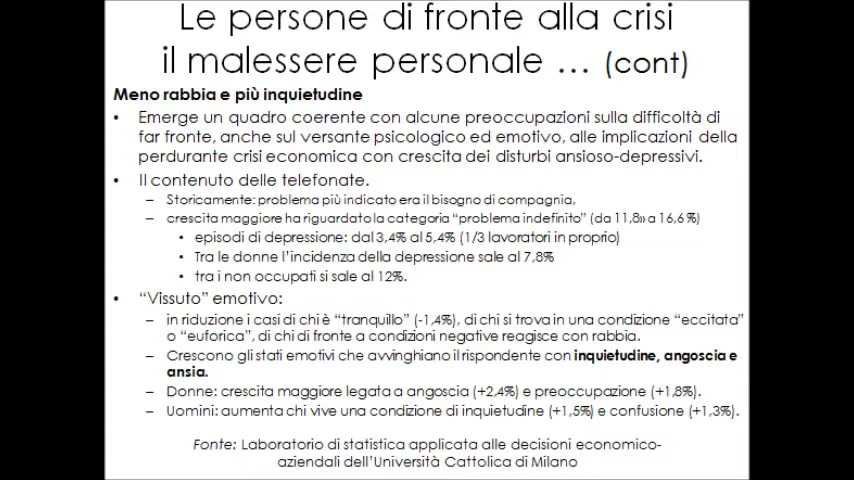 Le persone di fronte alla crisi
il malessere personale … (cont)
Meno rabbia e più inquietudine
• Emerge un quadro coerente con alcune preoccupazioni sulla difficoltà di
far fronte, anche sul versante psicologico ed emotivo, alle implicazioni della
perdurante crisi economica con crescita dei disturbi ansioso-depressivi.
• Il contenuto delle telefonate.
– Storicamente: problema più indicato era il bisogno di compagnia,
– crescita maggiore ha riguardato la categoria “problema indefinito” (da 11,8» a 16,6%)
• episodi di depressione: dal 3,4% al 5,4% (1/3 lavoratori in proprio)
• Tra le donne l’incidenza della depressione sale al 7,8%
• tra i non occupati si sale al 12%.
• “Vissuto” emotivo:
– in riduzione i casi di chi è “tranquillo” (-1,4%), di chi si trova in una condizione “eccitata”
o “euforica”, di chi di fronte a condizioni negative reagisce con rabbia.
– Crescono gli stati emotivi che avvinghiano il rispondente con inquietudine, angoscia e
ansia.
– Donne: crescita maggiore legata a angoscia (+2,4%) e preoccupazione (+1,8%).
– Uomini: aumenta chi vive una condizione di inquietudine (+1,5%) e confusione (+1,3%).
Fonte: Laboratorio di statistica applicata alle decisioni economico-
aziendali dell’Università Cattolica di Milano